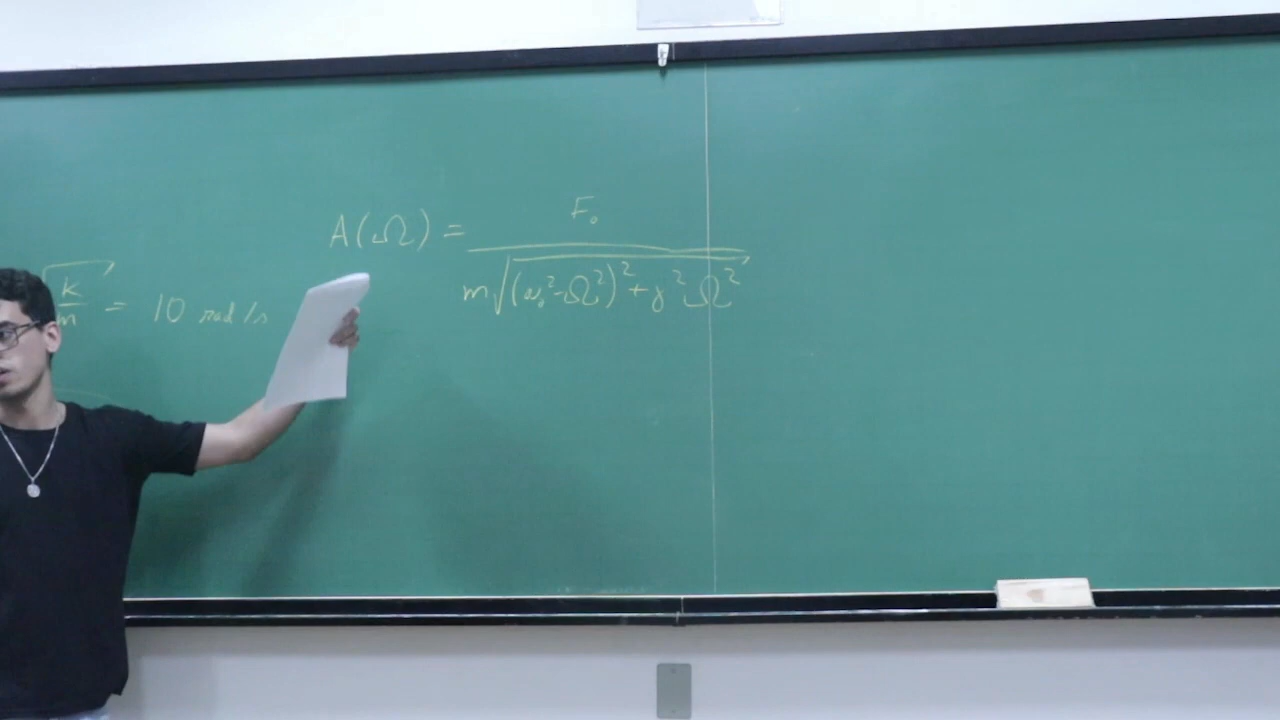 √(k/m) = 10 rad/s
A(Ω) = F₀ / (m√((ω₀²-Ω²)² + γ²Ω²))